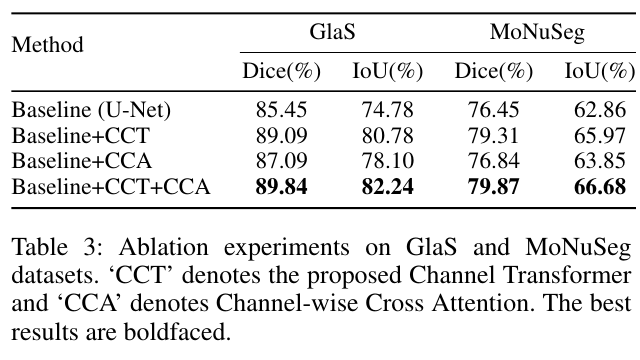 Method GlaS MoNuSeg
Dice(%) IoU(%) Dice(%) IoU(%)
Baseline (U-Net) 85.45 74.78 76.45 62.86
Baseline+CCT 89.09 80.78 79.31 65.97
Baseline+CCA 87.09 78.10 76.84 63.85
Baseline+CCT+CCA 89.84 82.24 79.87 66.68
Table 3: Ablation experiments on GlaS and MoNuSeg
datasets. ‘CCT’ denotes the proposed Channel Transformer
and ‘CCA’ denotes Channel-wise Cross Attention. The best
results are boldfaced.